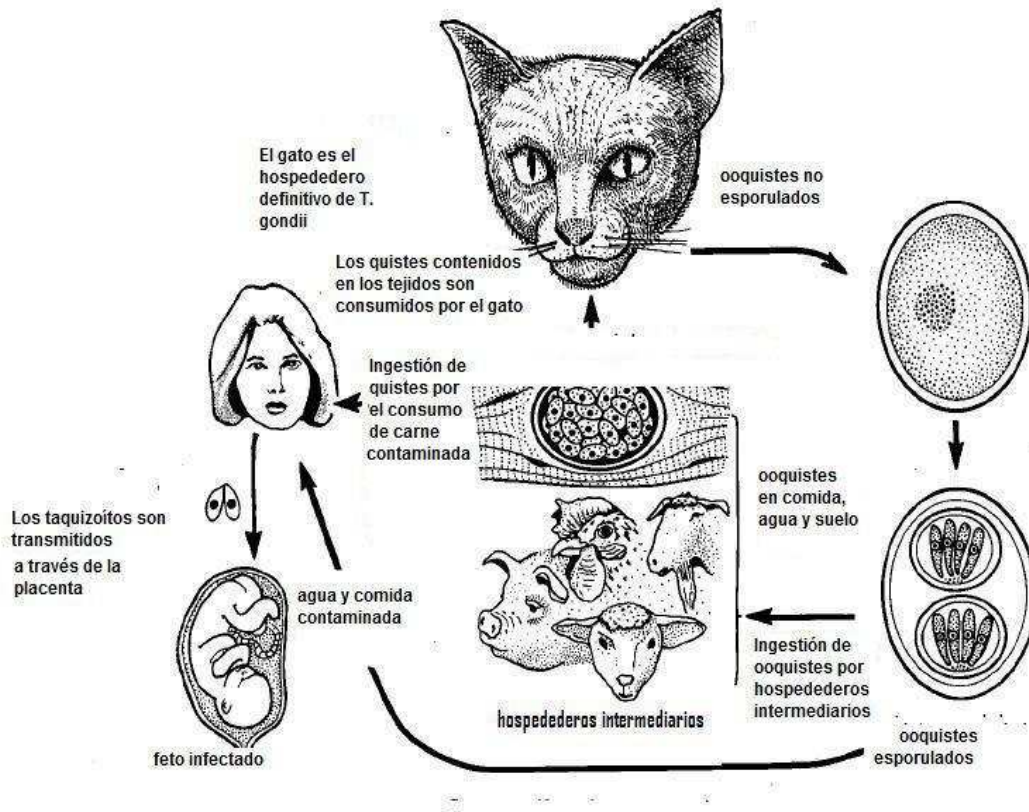 El gato es el
hospededero
definitivo de T.
gondii
ooquistes no
esporulados
Los quistes contenidos
en los tejidos son
consumidos por el gato
Ingestión de
quistes por
el consumo
de carne
contaminada
ooquistes
en comida,
agua y suelo
Los taquizoítos son
transmitidos
a través de la
placenta
agua y comida
contaminada
Ingestión de
ooquistes por
hospedederos
intermediarios
hospedederos intermediarios
ooquistes
esporulados
feto infectado